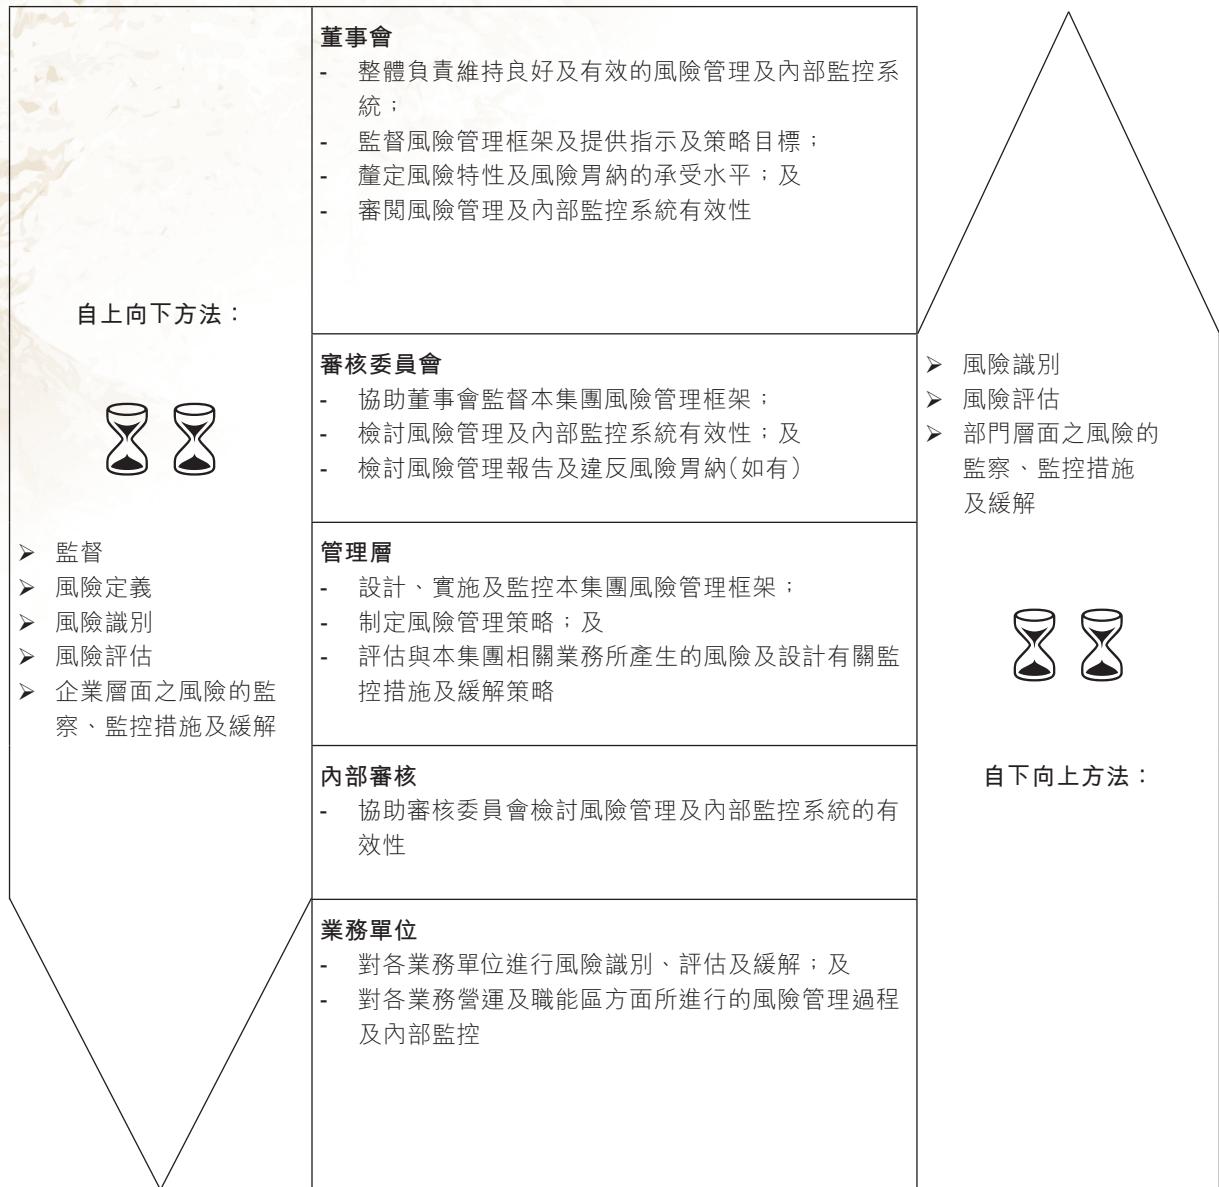 自上向下方法：
➢ 監督
➢ 風險定義
➢ 風險識別
➢ 風險評估
➢ 企業層面之風險的監
察、監控措施及緩解
董事會
- 整體負責維持良好及有效的風險管理及內部監控系
統；
- 監督風險管理框架及提供指示及策略目標；
- 釐定風險特性及風險胃納的承受水平；及
- 審閱風險管理及內部監控系統有效性
審核委員會
- 協助董事會監督本集團風險管理框架；
- 檢討風險管理及內部監控系統有效性；及
- 檢討風險管理報告及違反風險胃納(如有)
管理層
- 設計、實施及監控本集團風險管理框架；
- 制定風險管理策略；及
- 評估與本集團相關業務所產生的風險及設計有關監
控措施及緩解策略
內部審核
- 協助審核委員會檢討風險管理及內部監控系統的有
效性
業務單位
- 對各業務單位進行風險識別、評估及緩解；及
- 對各業務營運及職能區方面所進行的風險管理過程
及內部監控
➢ 風險識別
➢ 風險評估
➢ 部門層面之風險的
監察、監控措施
及緩解
自下向上方法：